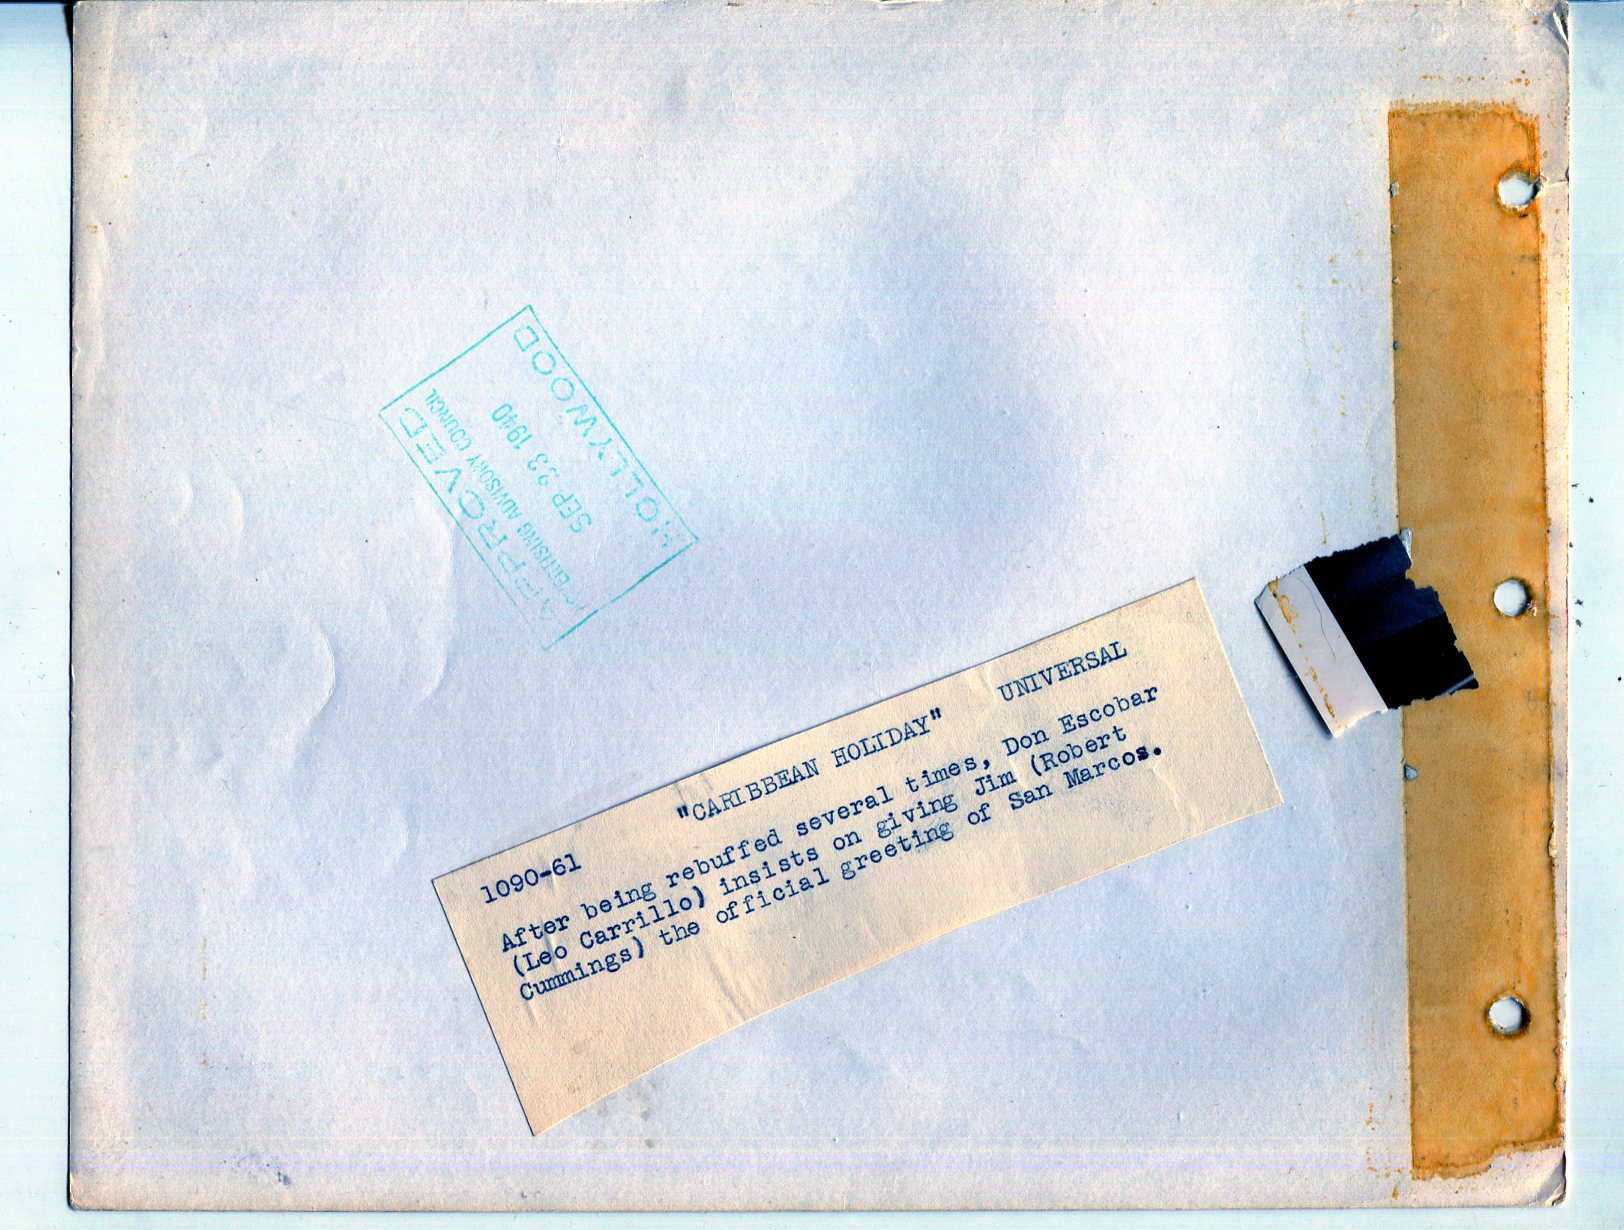 APPROVED
ADVERTISING ADVISORY COUNCIL
SEP 23 1940
HOLLYWOOD
"CARIBBEAN HOLIDAY" UNIVERSAL
1090-61
After being rebuffed several times, Don Escobar
(Leo Carrillo) insists on giving Jim (Robert
Cummings) the official greeting of San Marcos.